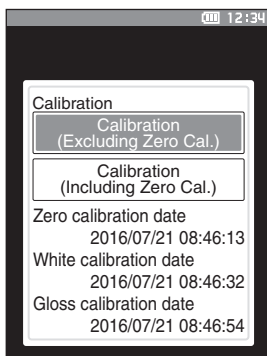 12:34
Calibration
Calibration
(Excluding Zero Cal.)
Calibration
(Including Zero Cal.)
Zero calibration date
2016/07/21 08:46:13
White calibration date
2016/07/21 08:46:32
Gloss calibration date
2016/07/21 08:46:54